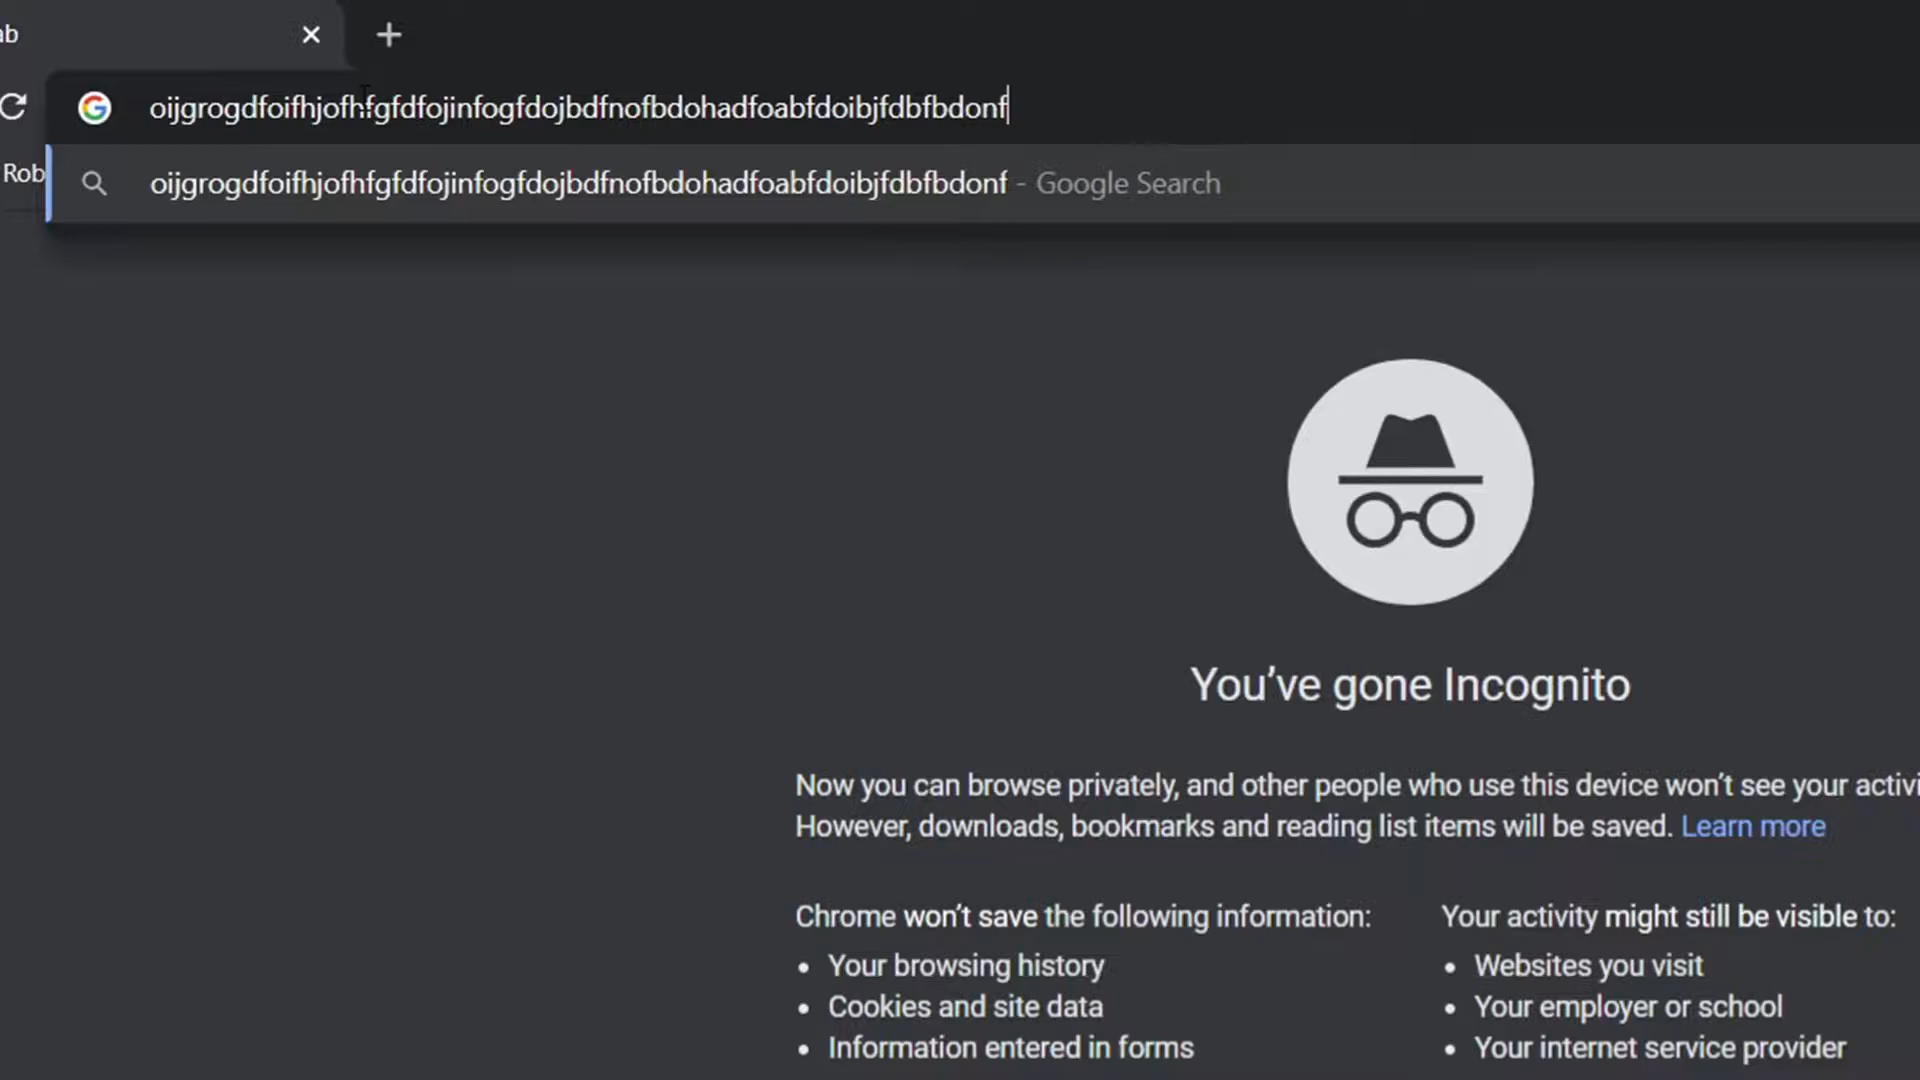 ab
oijgrogdfoifhjofhfgfdfojinfogfdojbdfnofbdohadfoabfdoibjfdbfbdonf
Rob
oijgrogdfoifhjofhfgfdfojinfogfdojbdfnofbdohadfoabfdoibjfdbfbdonf - Google Search
You've gone Incognito
Now you can browse privately, and other people who use this device won't see your activi
However, downloads, bookmarks and reading list items will be saved. Learn more
Chrome won't save the following information:
Your browsing history
Cookies and site data
Information entered in forms
Your activity might still be visible to:
Websites you visit
Your employer or school
Your internet service provider